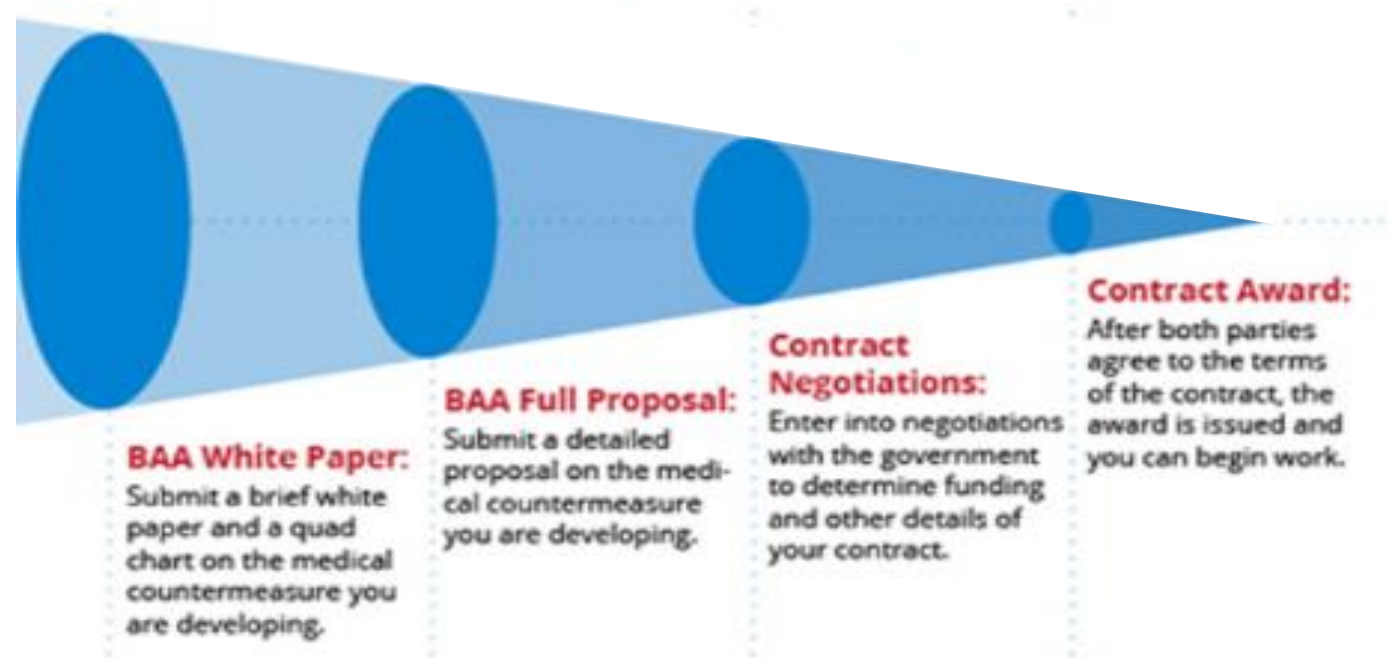 BAA White Paper:
Submit a brief white
paper and a quad
chart on the medical
countermeasure you
are developing.
BAA Full Proposal:
Submit a detailed
proposal on the medi-
cal countermeasure
you are developing.
Contract
Negotiations:
Enter into negotiations
with the government
to determine funding
and other details of
your contract.
Contract Award:
After both parties
agree to the terms
of the contract, the
award is issued and
you can begin work.